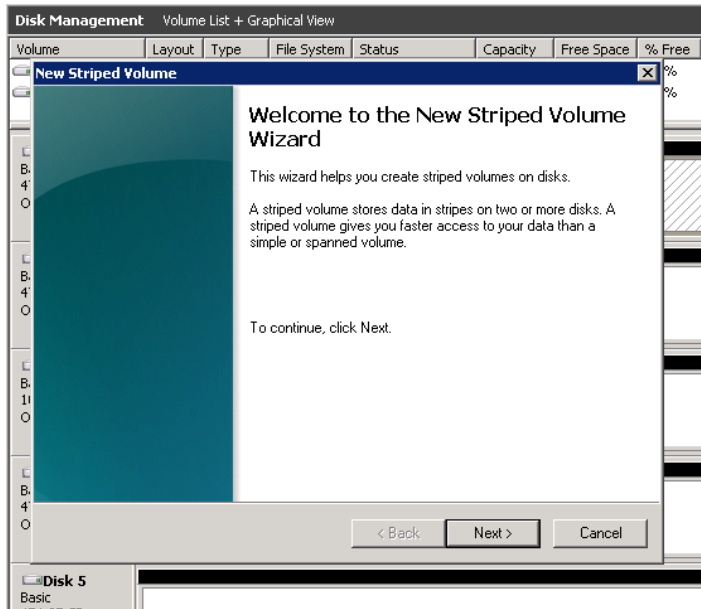 Disk Management Volume List + Graphical View
Volume Layout Type File System Status Capacity Free Space % Free
New Striped Volume
%
%
Welcome to the New Striped Volume
Wizard
This wizard helps you create striped volumes on disks.
A striped volume stores data in stripes on two or more disks. A
striped volume gives you faster access to your data than a
simple or spanned volume.
To continue, click Next.
< Back Next > Cancel
Disk 5
Basic